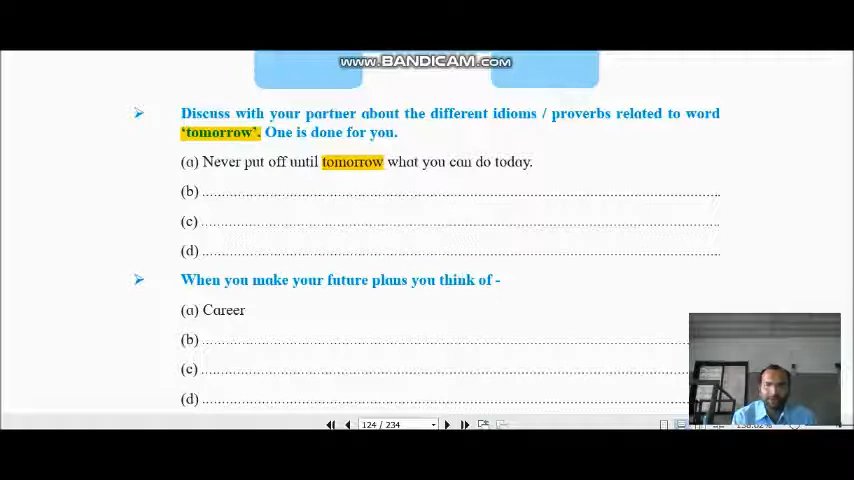 www.BANDICAM.com
Discuss with your partner about the different idioms / proverbs related to word
‘tomorrow’. One is done for you.
(a) Never put off until tomorrow what you can do today.
(b) ........................................................................
(c) ........................................................................
(d) ........................................................................
When you make your future plans you think of -
(a) Career
(b) ........................................................................
(c) ........................................................................
(d) ........................................................................
124 / 234